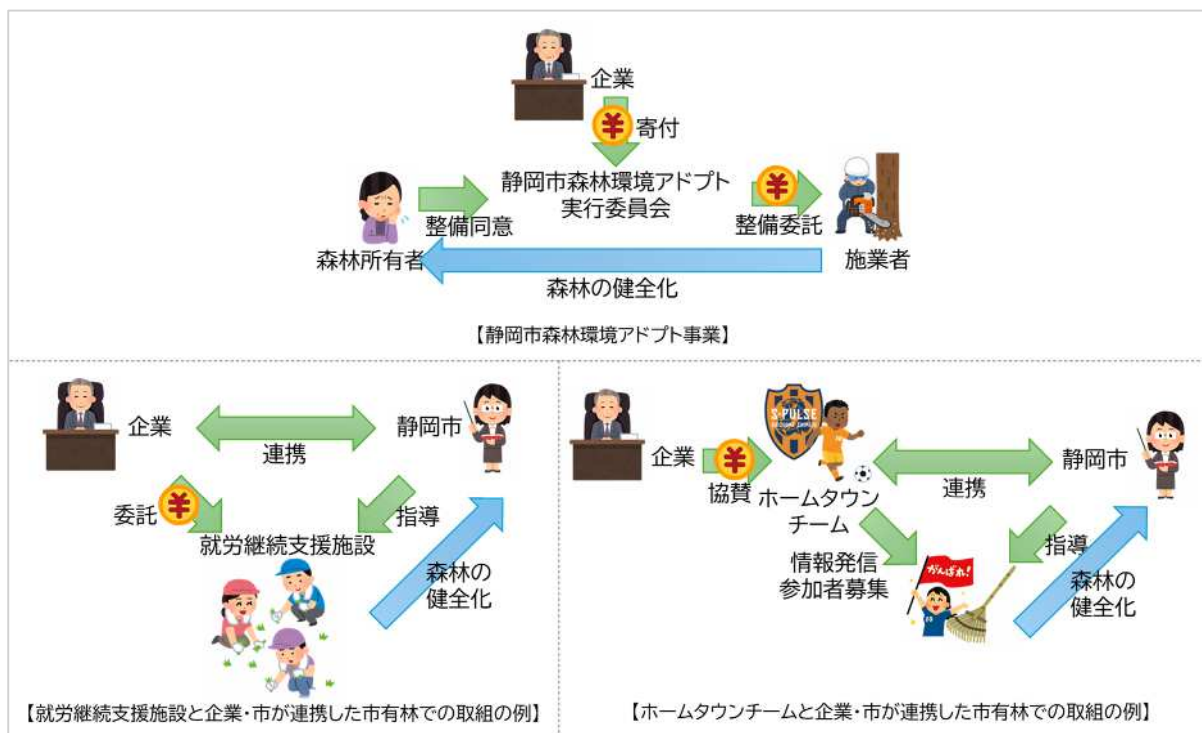 企業
¥
寄付
静岡市森林環境アドプト
実行委員会
¥
整備同意
整備委託
森林所有者
施業者
森林の健全化
【静岡市森林環境アドプト事業】
企業
静岡市
連携
¥
委託
指導
就労継続支援施設
森林の
健全化
【就労継続支援施設と企業・市が連携した市有林での取組の例】
S-PULSE
企業
¥
協賛
静岡市
ホームタウン
チーム
連携
情報発信
参加者募集
がんばれ!
指導
森林の
健全化
【ホームタウンチームと企業・市が連携した市有林での取組の例】